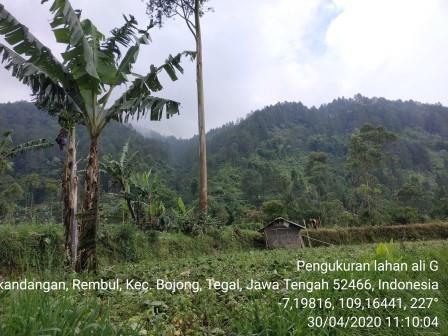 Pengukuran lahan ali G
kandangan, Rembul, Kec. Bojong, Tegal, Jawa Tengah 52466, Indonesia
-7,19816, 109,16441, 227°
30/04/2020 11:10:04